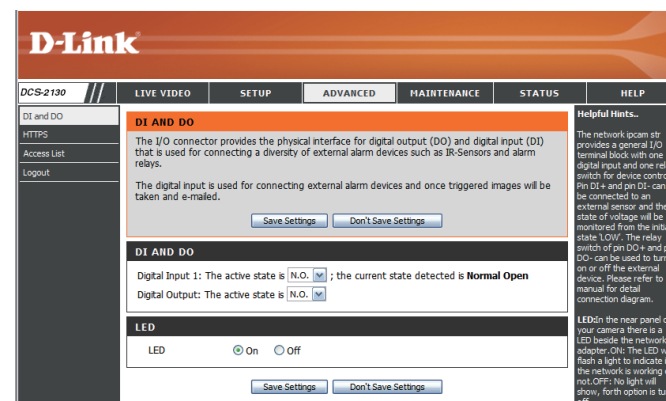 D-Link
DCS-2130
LIVE VIDEO
SETUP
ADVANCED
MAINTENANCE
STATUS
HELP
DI and DO
HTTPS
Access List
Logout
DI AND DO
The I/O connector provides the physical interface for digital output (DO) and digital input (DI)
that is used for connecting a diversity of external alarm devices such as IR-Sensors and alarm
relays.
The digital input is used for connecting external alarm devices and once triggered images will be
taken and e-mailed.
Save Settings
Don't Save Settings
DI AND DO
Digital Input 1: The active state is N.O. ; the current state detected is Normal Open
Digital Output: The active state is N.O.
LED
LED On Off
Save Settings
Don't Save Settings
Helpful Hints..
The network ipcam str
provides a general I/O
terminal block with one
digital input and one rel
switch for device contro
Pin DI+ and pin DI- can
be connected to an
external sensor and the
state of voltage will be
monitored from the initia
state 'LOW'. The relay
switch of pin DO+ and p
DO- can be used to turn
on or off the external
device. Please refer to
manual for detail
connection diagram.
LED:In the near panel o
your camera there is a
LED beside the network
adapter.ON: The LED w
flash a light to indicate i
the network is working o
not.OFF: No light will
show, forth option is tu